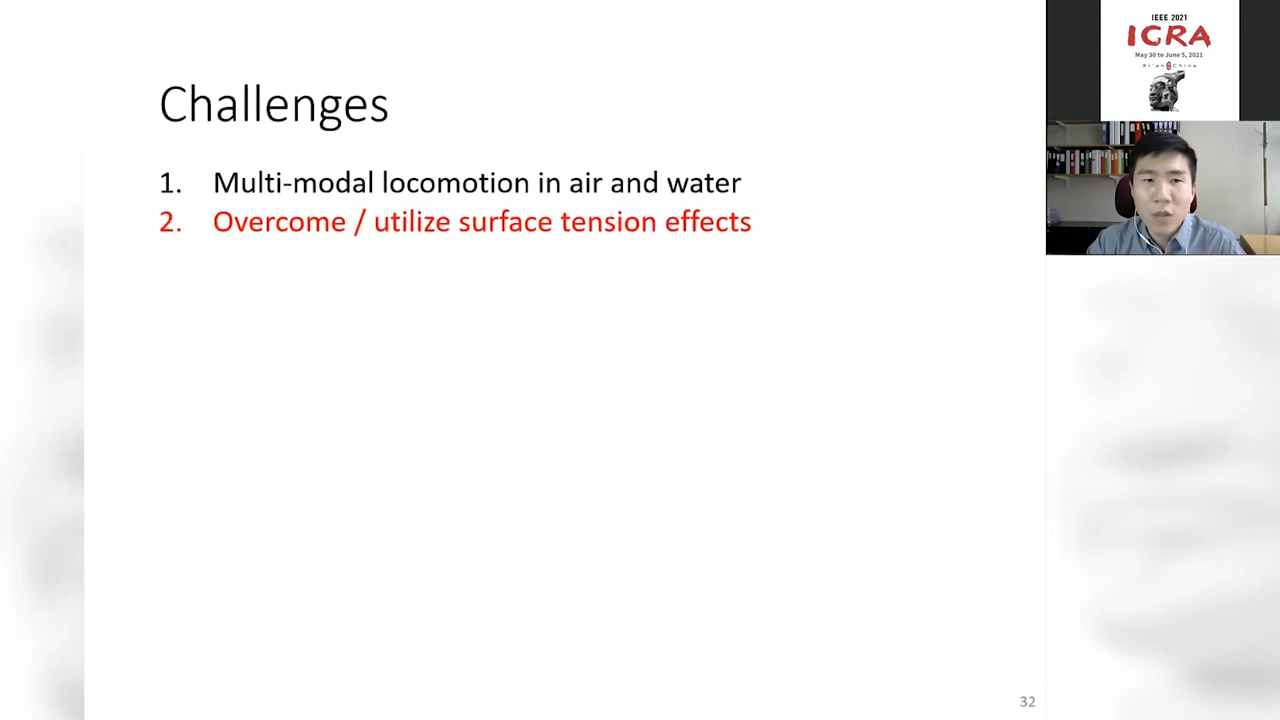 Challenges
1. Multi-modal locomotion in air and water
2. Overcome / utilize surface tension effects
32
IEEE 2021
ICRA
May 30 to June 5, 2021
Xi'an China